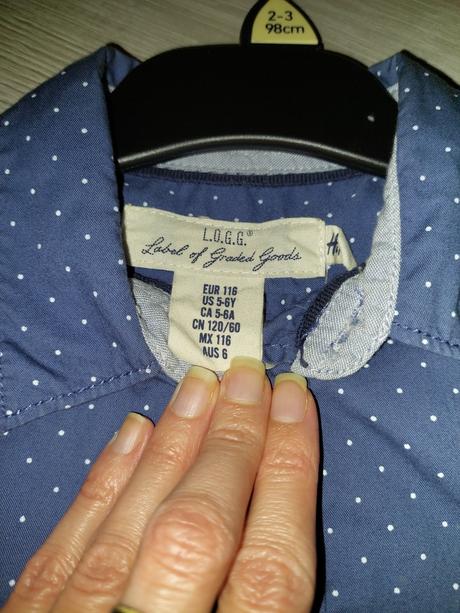 2-3
98cm
L.O.G.G.®
Label of Graded Goods
EUR 116
US 5-6Y
CA 5-6A
CN 120/60
MX 116
AUS 6